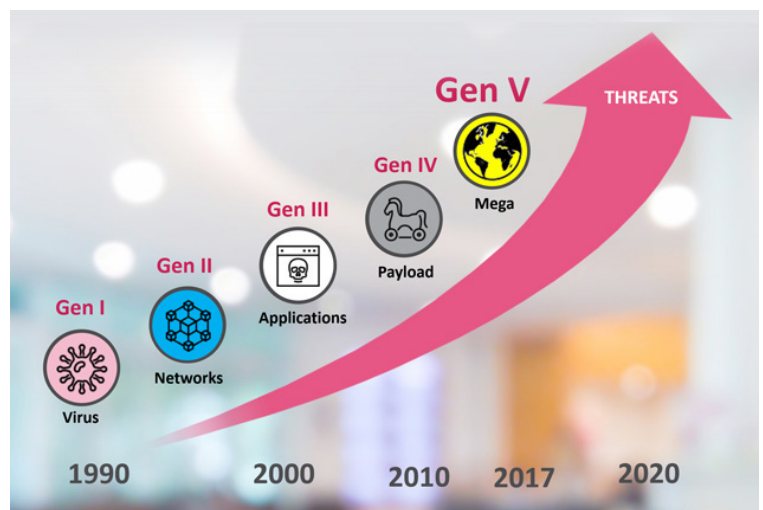 Gen V
THREATS
Gen IV
Mega
Gen III
Payload
Gen II
Applications
Gen I
Networks
Virus
1990
2000
2010
2017
2020